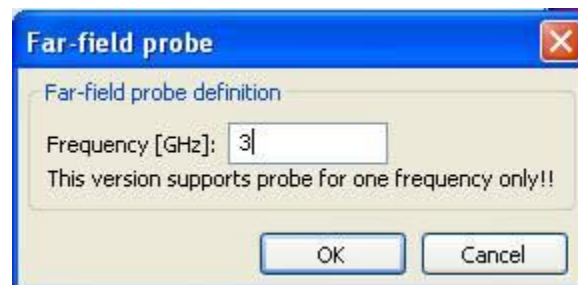 Far-field probe
Far-field probe definition
Frequency [GHz]: 3
This version supports probe for one frequency only!!
OK Cancel